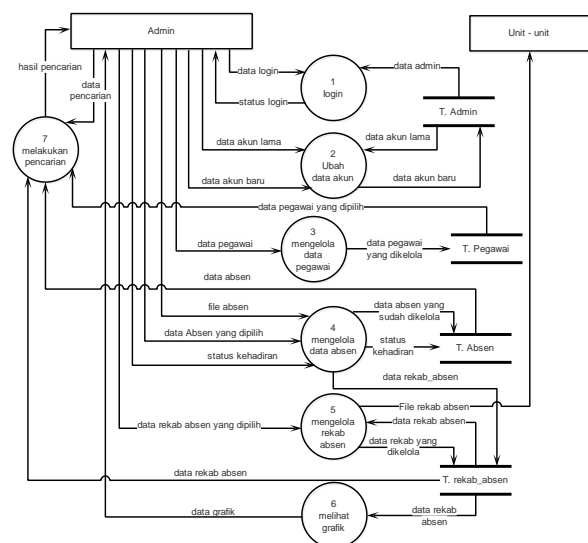 Admin
Unit - unit
hasil pencarian
data
pencarian
data login
1
login
data admin
status login
T. Admin
7
melakukan
pencarian
data akun lama
2
Ubah
data akun
data akun lama
data akun baru
data akun baru
data pegawai yang dipilih
data pegawai
3
mengelola
data
pegawai
data pegawai
yang dikelola
T. Pegawai
data absen
file absen
4
mengelola
data absen
data absen yang
sudah dikelola
data Absen yang dipilih
status
kehadiran
T. Absen
status kehadiran
data rekab_absen
5
mengelola
rekab
absen
File rekab absen
data rekab absen
data rekab absen yang dipilih
data rekab yang
dikelola
data rekab absen
T. rekab_absen
data grafik
6
melihat
grafik
data rekab
absen